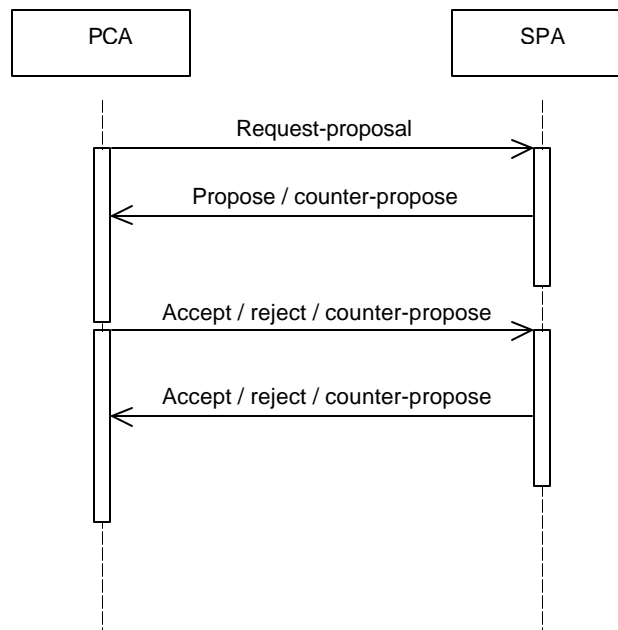 PCA
SPA
Request-proposal
Propose / counter-propose
Accept / reject / counter-propose
Accept / reject / counter-propose